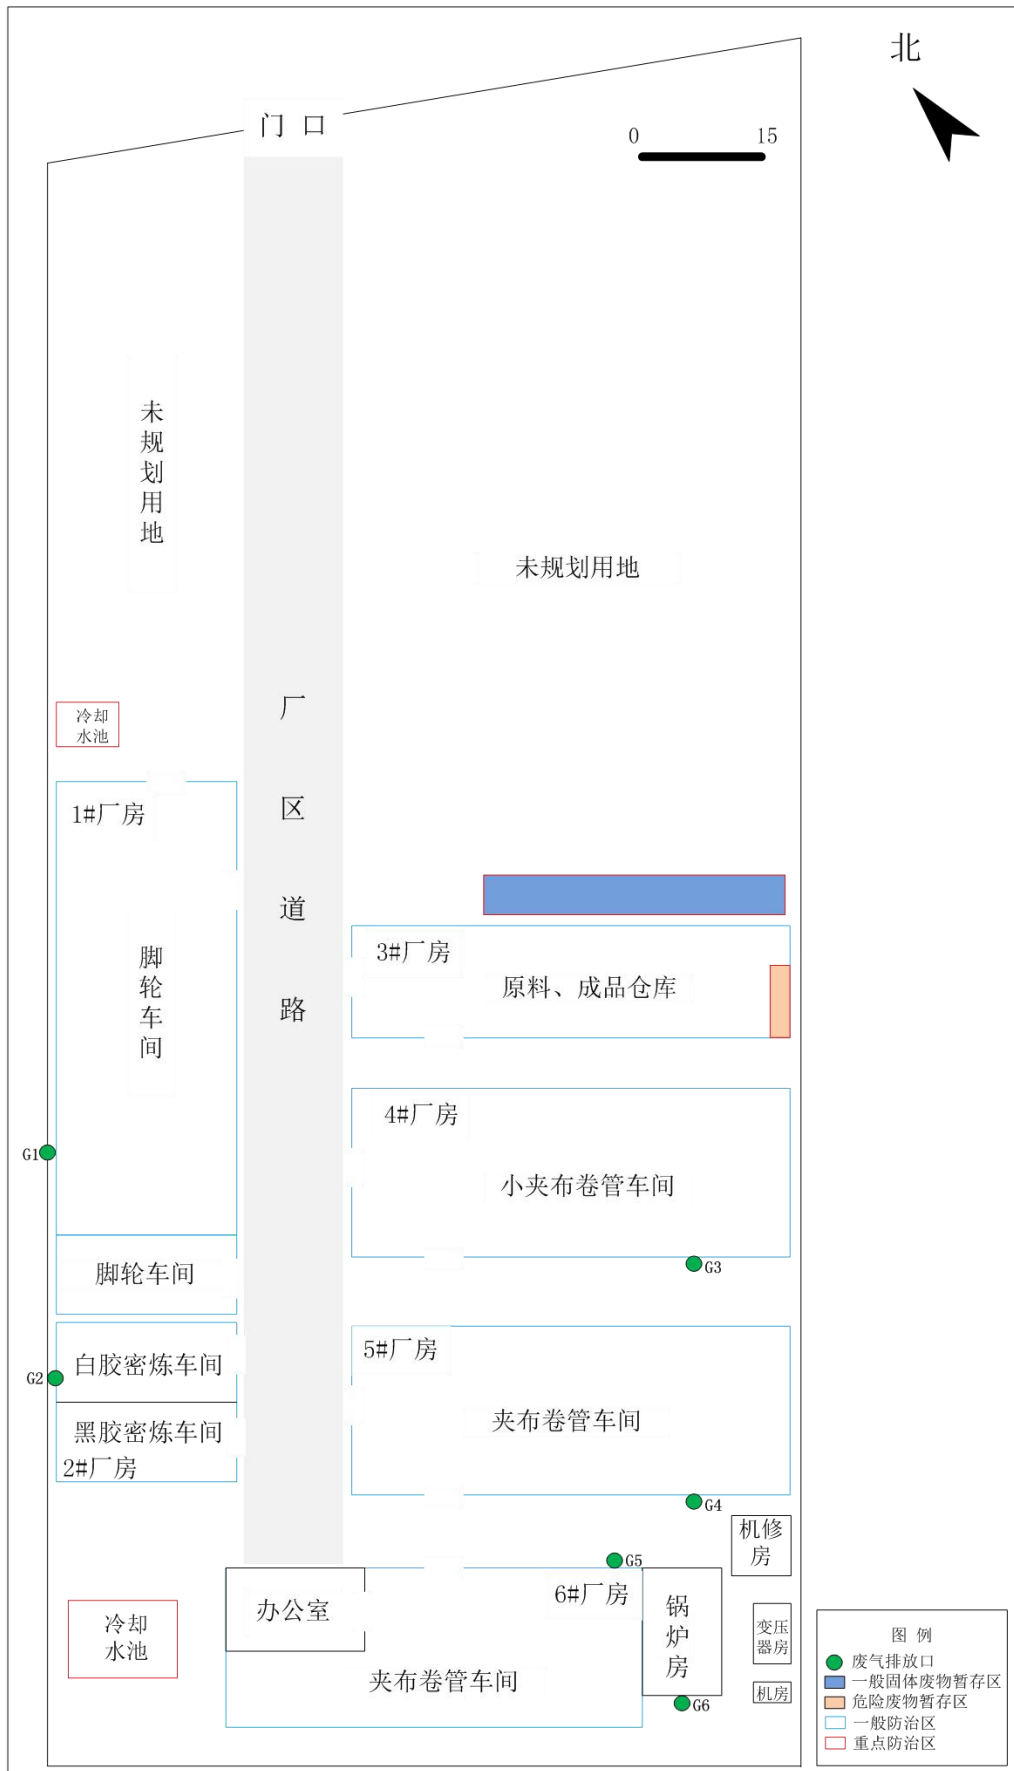 北
门 口
0 15
未规划用地
未规划用地
厂区道路
冷却
水池
1#厂房
脚轮车间
3#厂房
原料、成品仓库
4#厂房
小夹布卷管车间
G1
G3
脚轮车间
白胶密炼车间
G2
黑胶密炼车间
2#厂房
5#厂房
夹布卷管车间
G4
机修
房
G5
办公室
6#厂房
锅炉房
冷却
水池
夹布卷管车间
变压
器房
机房
G6
图 例
废气排放口
一般固体废物暂存区
危险废物暂存区
一般防治区
重点防治区